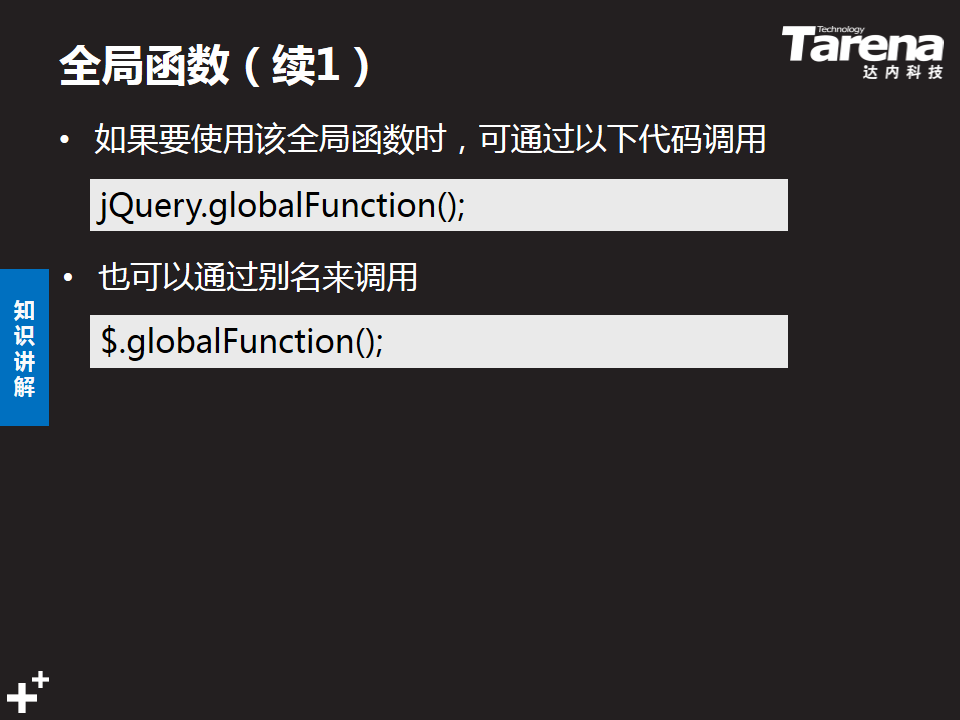 全局函数（续1）
Technology
Tarena
达内科技
• 如果要使用该全局函数时，可通过以下代码调用
jQuery.globalFunction();
• 也可以通过别名来调用
$.globalFunction();
知
识
讲
解